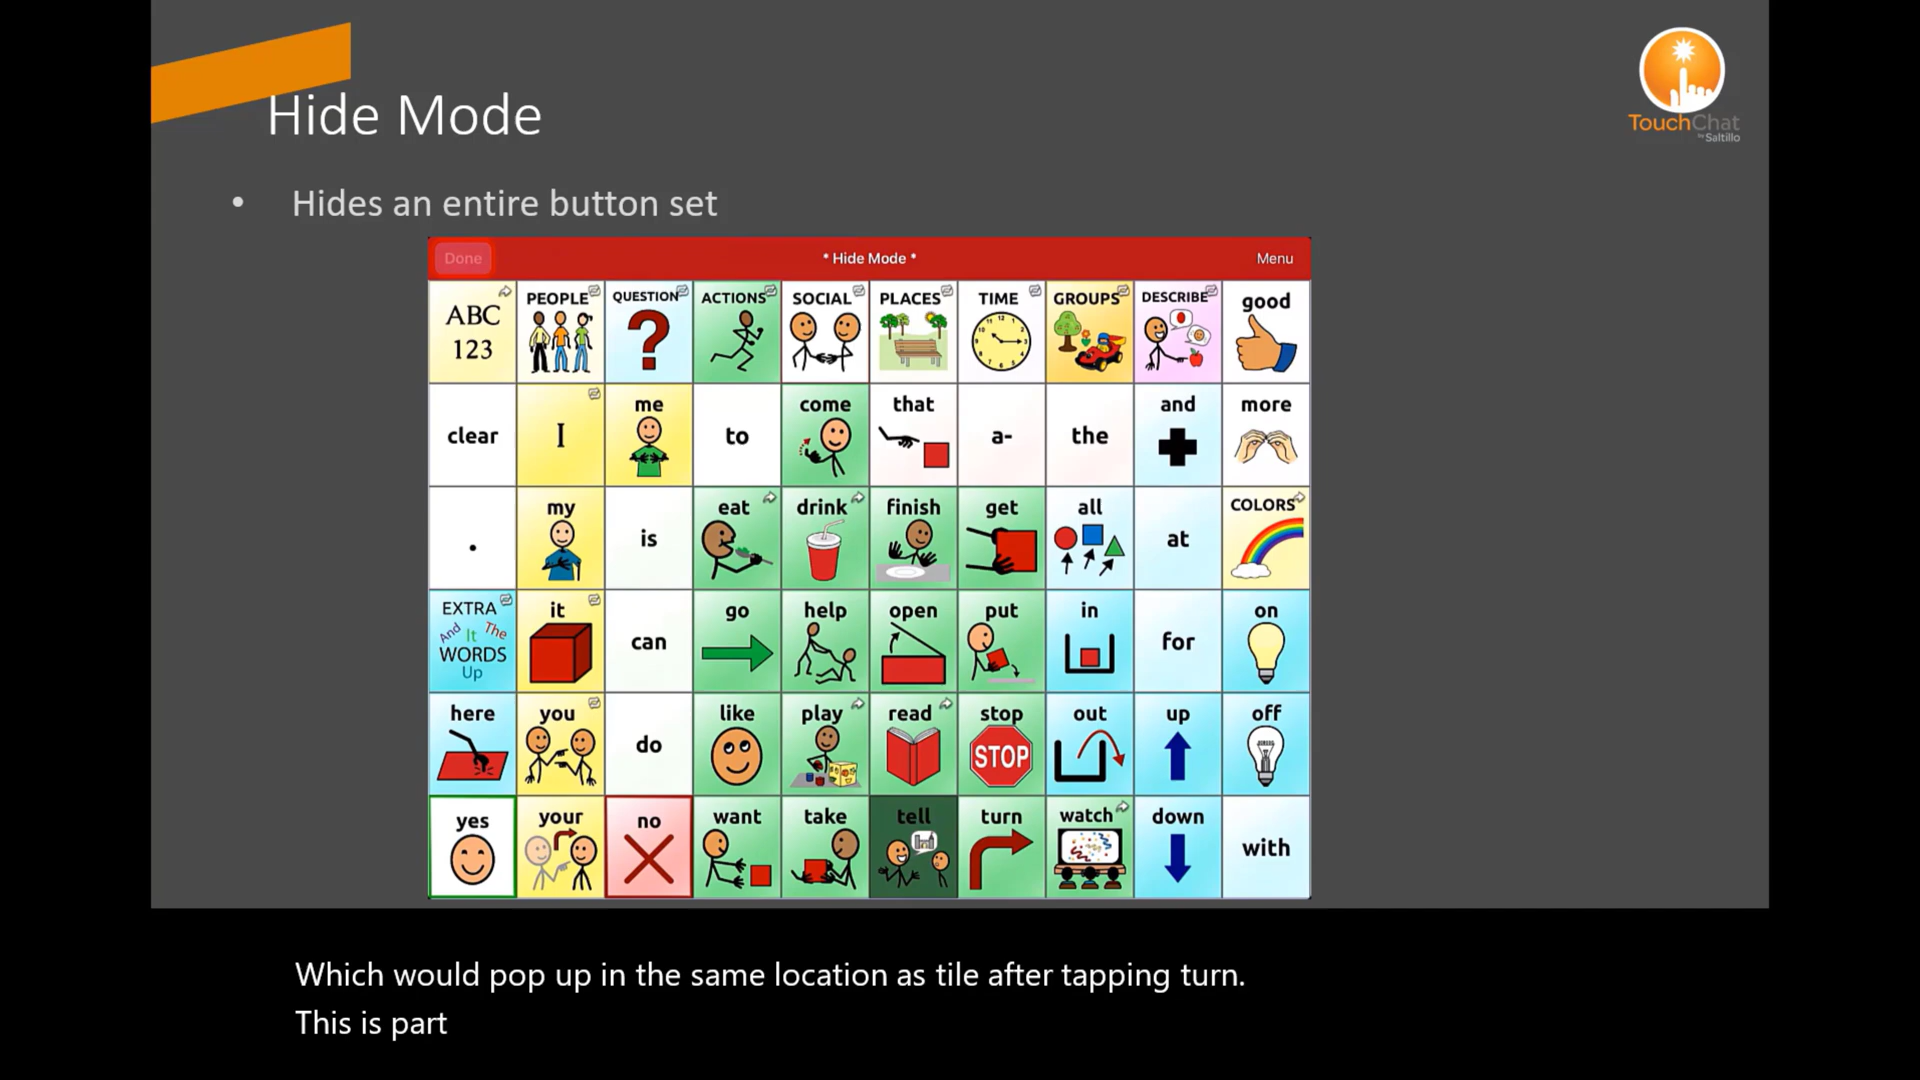 Hide Mode
TouchChat
by Saltillo
• Hides an entire button set
Done * Hide Mode * Menu
ABC 123 PEOPLE QUESTION ACTIONS SOCIAL PLACES TIME GROUPS DESCRIBE good
clear I me to come that a- the and more
. my is eat drink finish get all at COLORS
EXTRA And It The WORDS Up it can go help open put in for on
here you do like play read stop STOP out up off
yes your no want take tell turn watch down with
Which would pop up in the same location as tile after tapping turn.
This is part